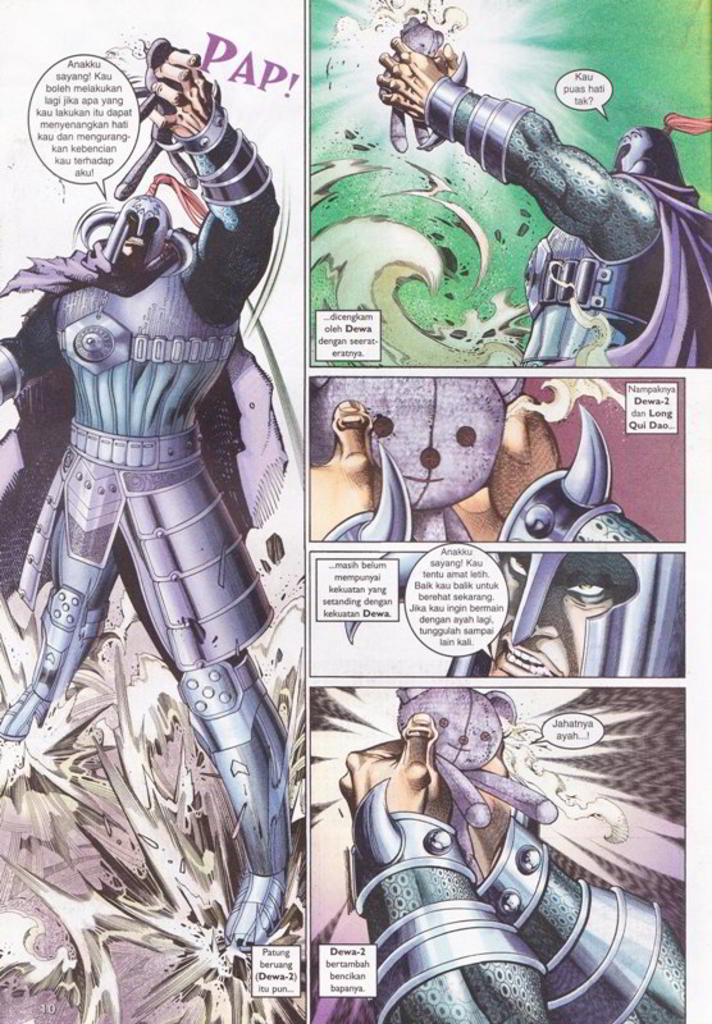 Anakku
sayang! Kau
boleh melakukan
lagi jika apa yang
kau lakukan itu dapat
menyenangkan hati
kau dan mengurang-
kan kebencian
kau terhadap
aku!
PAP!
Patung
beruang
(Dewa-2)
itu pun...
10
Kau
puas hati
tak?
...dicengkam
oleh Dewa
dengan seerat-
eratnya.
Nampaknya
Dewa-2
dan Long
Qui Dao...
...masih belum
mempunyai
kekuatan yang
setanding dengan
kekuatan Dewa.
Anakku
sayang! Kau
tentu amat letih.
Baik kau balik untuk
berehat sekarang.
Jika kau ingin bermain
dengan ayah lagi,
tunggulah sampai
lain kali.
Jahatnya
ayah...!
Dewa-2
bertambah
bencikan
bapanya.